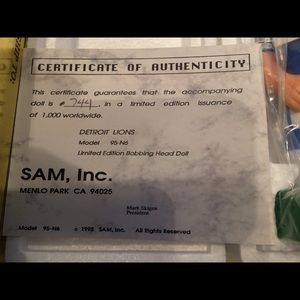 CERTIFICATE OF AUTHENTICITY
This certificate guarantees that the accompanying
doll is # 744, in a limited edition issuance
of 1,000 worldwide.
DETROIT LIONS
Model 95-N6
Limited Edition Bobbing Head Doll
SAM, Inc.
MENLO PARK CA 94025
Mark Skigen
President
Model 95-N6 © 1995 SAM, Inc. All Rights Reserved